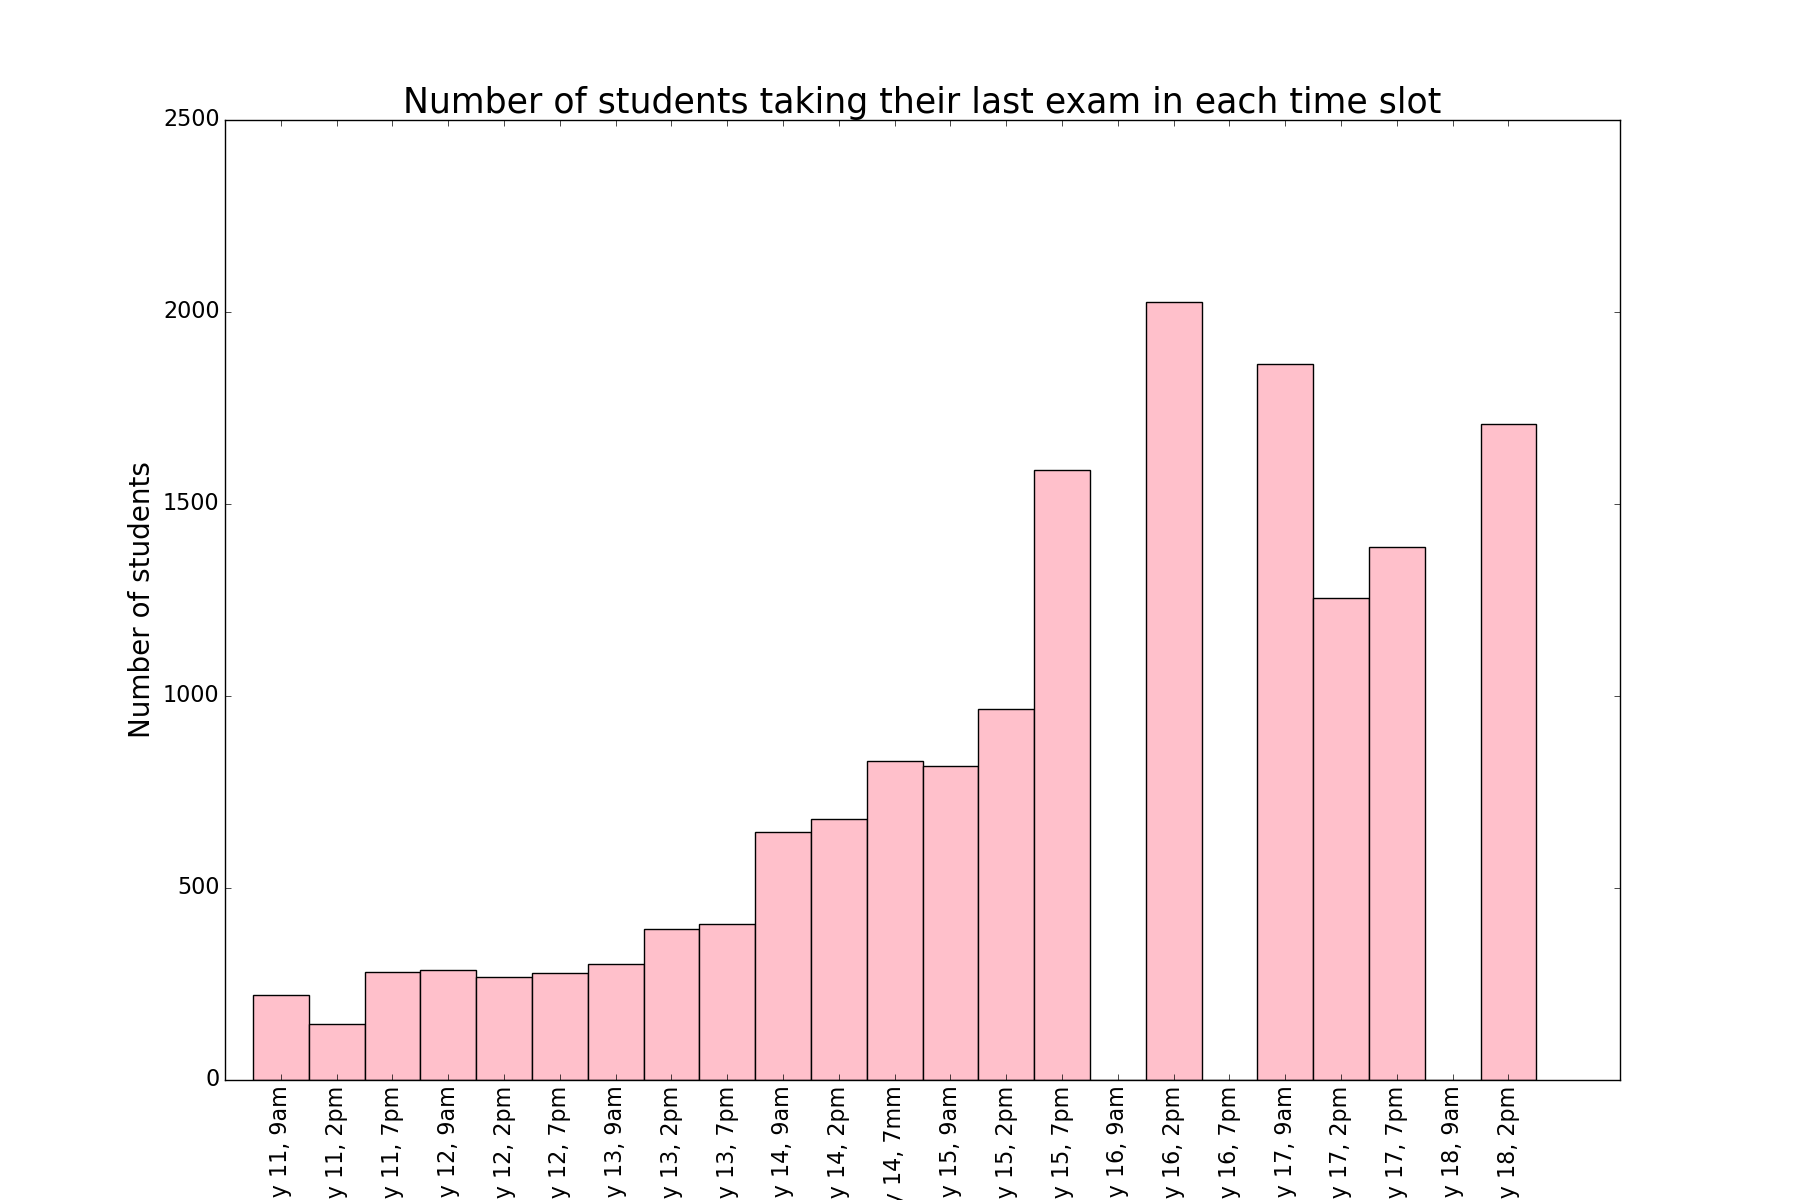 Number of students taking their last exam in each time slot
Number of students
2500
2000
1500
1000
500
0
y 11, 9am
y 11, 2pm
y 11, 7pm
y 12, 9am
y 12, 2pm
y 12, 7pm
y 13, 9am
y 13, 2pm
y 13, 7pm
y 14, 9am
y 14, 2pm
y 14, 7mm
y 15, 9am
y 15, 2pm
y 15, 7pm
y 16, 9am
y 16, 2pm
y 16, 7pm
y 17, 9am
y 17, 2pm
y 17, 7pm
y 18, 9am
y 18, 2pm